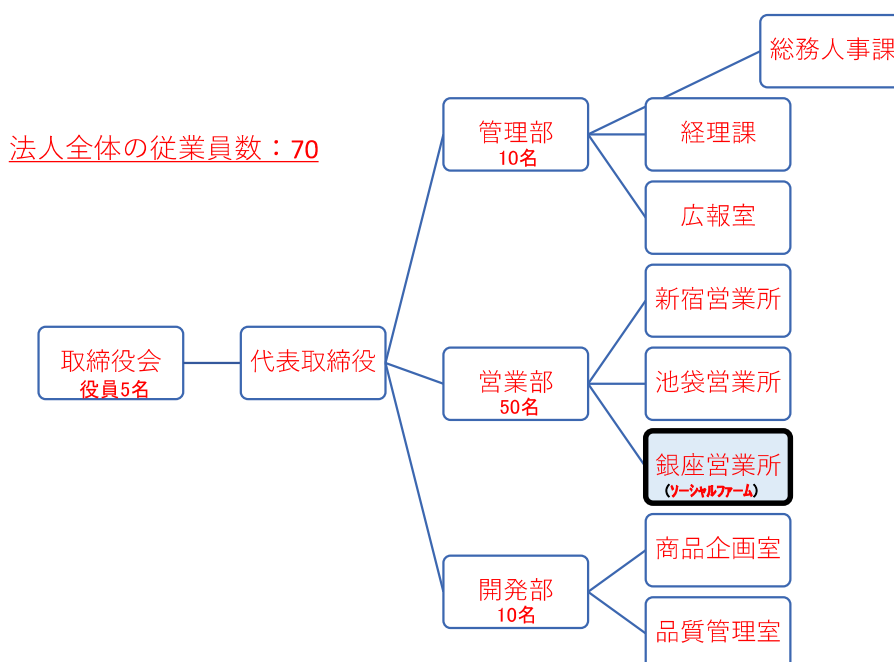 総務人事課
法人全体の従業員数：70
管理部
10名
経理課
広報室
新宿営業所
取締役会
役員5名
代表取締役
営業部
50名
池袋営業所
銀座営業所
(ソーシャルファーム)
商品企画室
開発部
10名
品質管理室